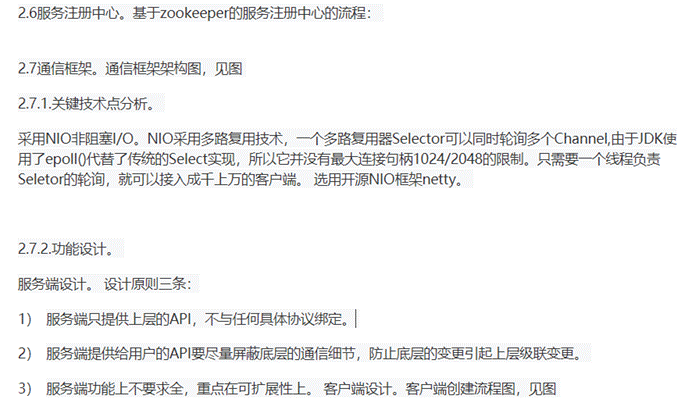 2.6服务注册中心。基于zookeeper的服务注册中心的流程：
2.7通信框架。通信框架架构图，见图
2.7.1.关键技术点分析。
采用NIO非阻塞I/O。NIO采用多路复用技术，一个多路复用器Selector可以同时轮询多个Channel,由于JDK使
用了epoll()代替了传统的Select实现，所以它并没有最大连接句柄1024/2048的限制。只需要一个线程负责
Seletor的轮询，就可以接入成千上万的客户端。 选用开源NIO框架netty。
2.7.2.功能设计。
服务端设计。 设计原则三条：
1） 服务端只提供上层的API，不与任何具体协议绑定。
2） 服务端提供给用户的API要尽量屏蔽底层的通信细节，防止底层的变更引起上层级联变更。
3） 服务端功能上不要求全，重点在可扩展性上。 客户端设计。客户端创建流程图，见图